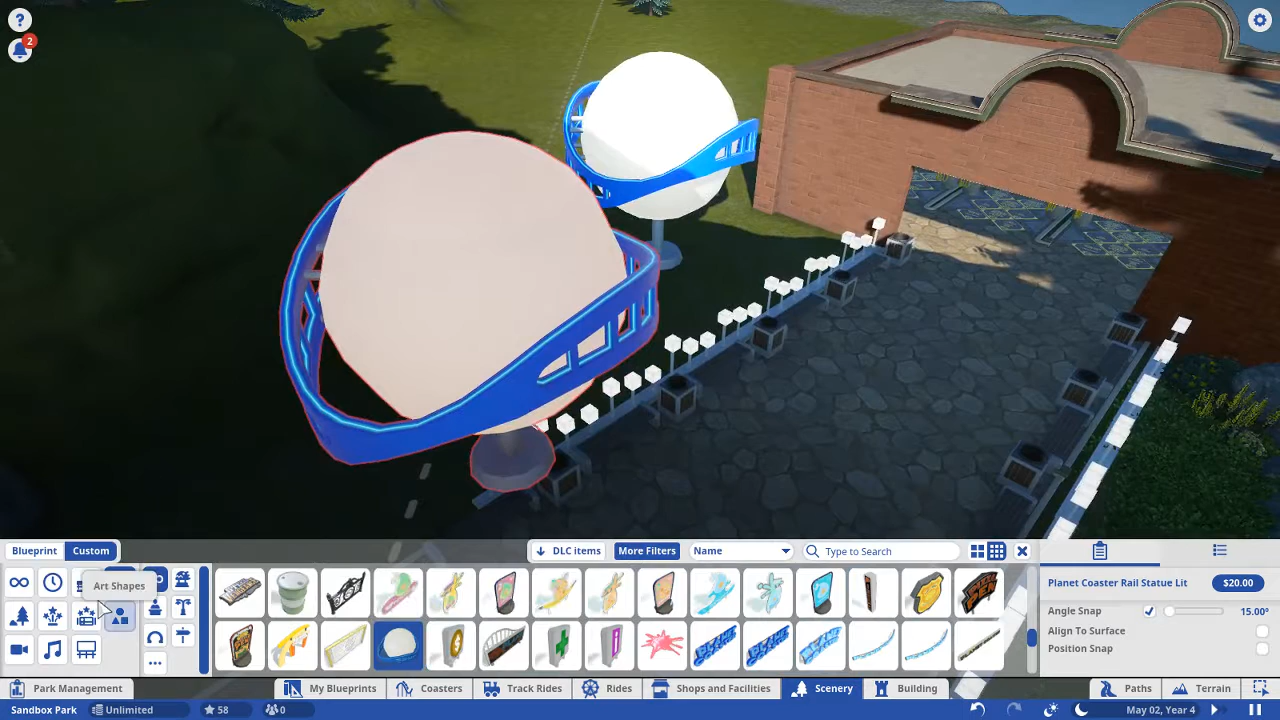 ?
2
Blueprint
Custom
DLC items
More Filters
Name
Type to Search
Art Shapes
Planet Coaster Rail Statue Lit
$20.00
Angle Snap
15.00°
Align To Surface
Position Snap
Park Management
My Blueprints
Coasters
Track Rides
Rides
Shops and Facilities
Scenery
Building
Paths
Terrain
Sandbox Park
Unlimited
58
0
May 02, Year 4